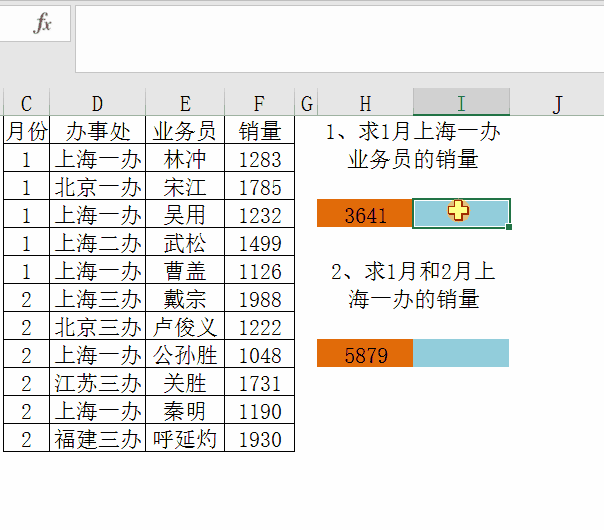 fx
C D E F G H I J
月份 办事处 业务员 销量
1 上海一办 林冲 1283
1 北京一办 宋江 1785
1 上海一办 吴用 1232
1 上海二办 武松 1499
1 上海一办 曹盖 1126
2 上海三办 戴宗 1988
2 北京三办 卢俊义 1222
2 上海一办 公孙胜 1048
2 江苏三办 关胜 1731
2 上海一办 秦明 1190
2 福建三办 呼延灼 1930
1、求1月上海一办
业务员的销量
3641
2、求1月和2月上
海一办的销量
5879